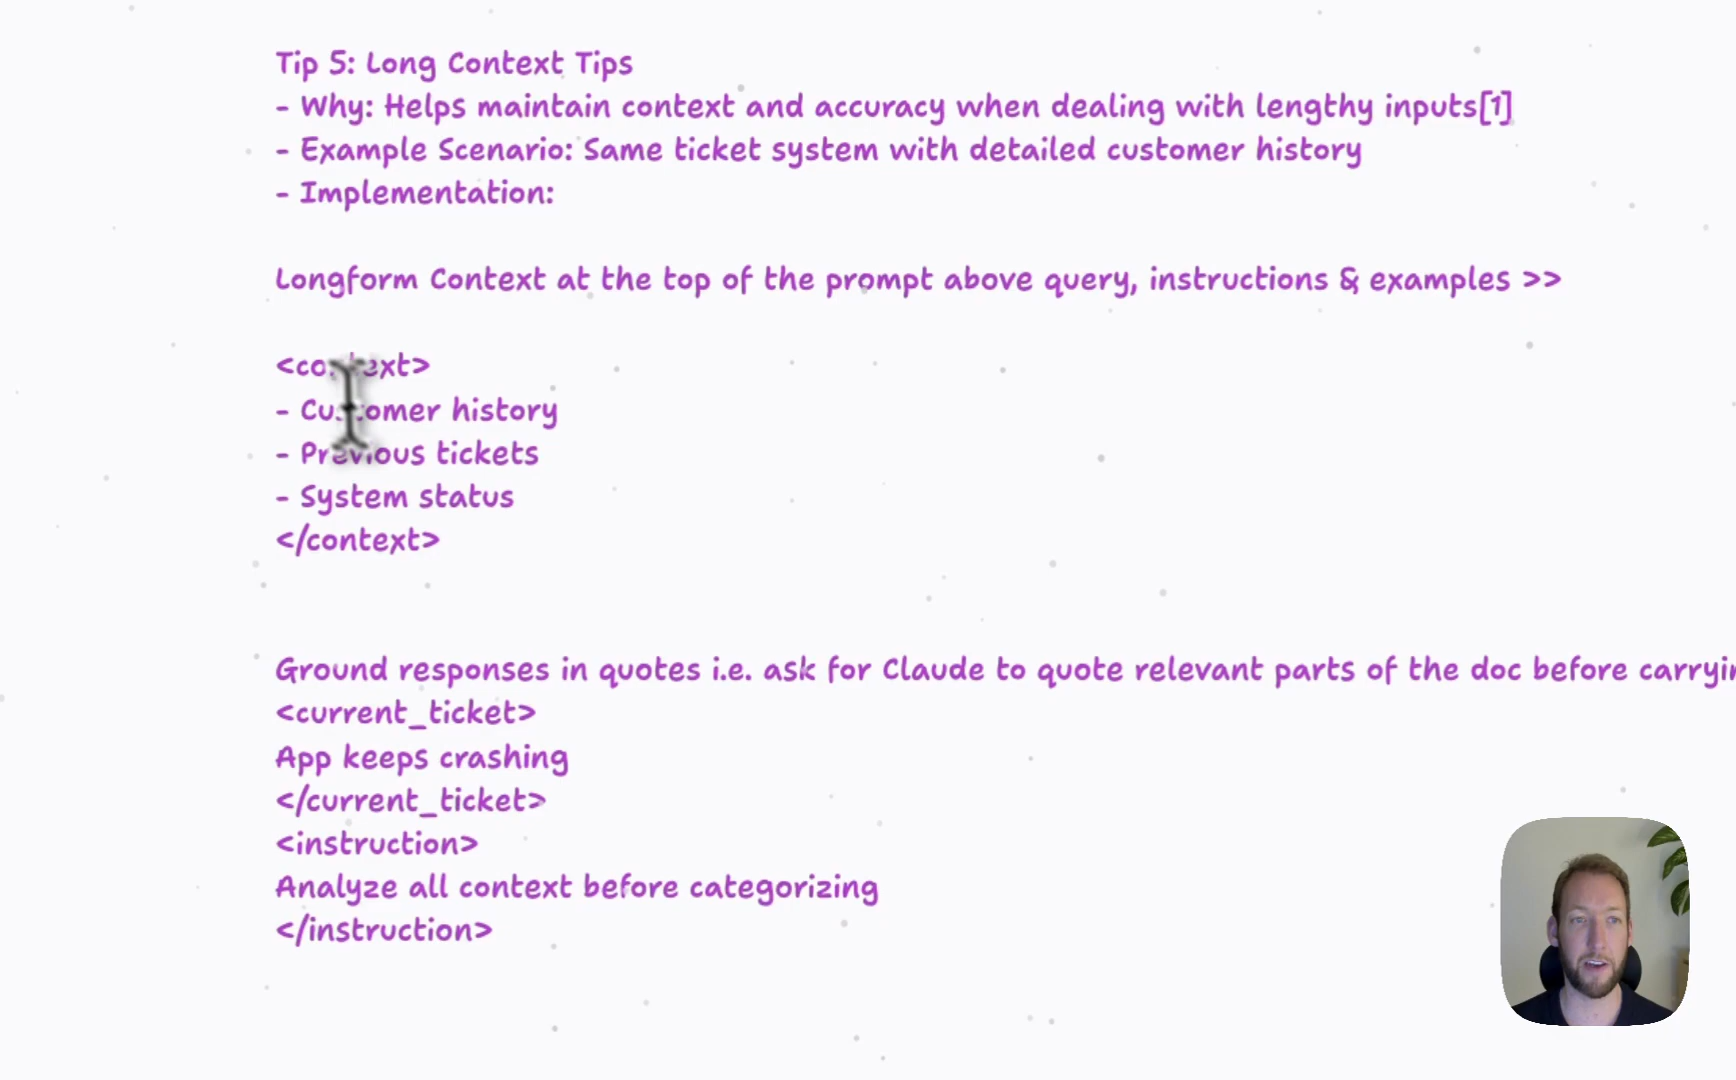 Tip 5: Long Context Tips
- Why: Helps maintain context and accuracy when dealing with lengthy inputs[1]
- Example Scenario: Same ticket system with detailed customer history
- Implementation:
Longform Context at the top of the prompt above query, instructions & examples >>
<context>
- Customer history
- Previous tickets
- System status
</context>
Ground responses in quotes i.e. ask for Claude to quote relevant parts of the doc before
<current_ticket>
App keeps crashing
</current_ticket>
<instruction>
Analyze all context before categorizing
</instruction>